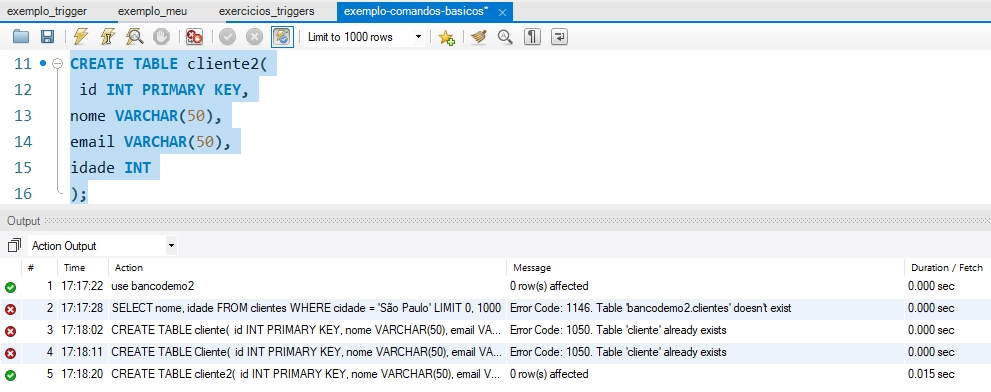 exemplo_trigger exemplo_meu exercicios_triggers exemplo-comandos-basicos*
Limit to 1000 rows
11 CREATE TABLE cliente2(
12 id INT PRIMARY KEY,
13 nome VARCHAR(50),
14 email VARCHAR(50),
15 idade INT
16 );
Output
Action Output
# Time Action Message Duration / Fetch
1 17:17:22 use bancodemo2 0 row(s) affected 0.000 sec
2 17:17:28 SELECT nome, idade FROM clientes WHERE cidade = 'São Paulo' LIMIT 0, 1000 Error Code: 1146. Table 'bancodemo2.clientes' doesn't exist 0.000 sec
3 17:18:02 CREATE TABLE cliente( id INT PRIMARY KEY, nome VARCHAR(50), email VA... Error Code: 1050. Table 'cliente' already exists 0.000 sec
4 17:18:11 CREATE TABLE Cliente( id INT PRIMARY KEY, nome VARCHAR(50), email VA... Error Code: 1050. Table 'cliente' already exists 0.000 sec
5 17:18:20 CREATE TABLE cliente2( id INT PRIMARY KEY, nome VARCHAR(50), email V... 0 row(s) affected 0.015 sec